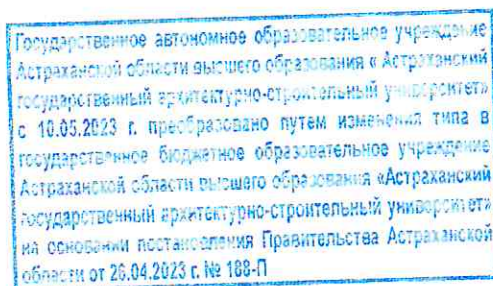 Государственное автономное образовательное учреждение
Астраханской области высшего образования « Астраханский
государственный архитектурно-строительный университет»
с 10.05.2023 г. преобразовано путем изменения типа в
государственное бюджетное образовательное учреждение
Астраханской области высшего образования «Астраханский
государственный архитектурно-строительный университет»
на основании постановления Правительства Астраханской
области от 26.04.2023 г. № 188-П